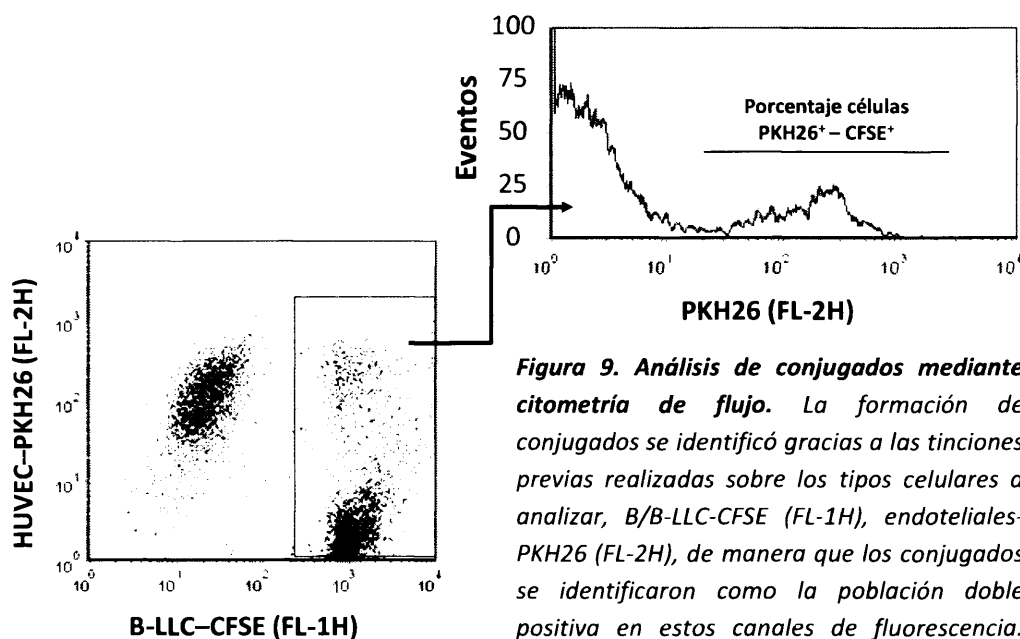 100
75
50
25
0
Eventos
Porcentaje células
PKH26⁺ – CFSE⁺
10⁰ 10¹ 10² 10³ 10⁴
PKH26 (FL-2H)
10⁴
10³
10²
10¹
10⁰
HUVEC–PKH26 (FL-2H)
10⁰ 10¹ 10² 10³ 10⁴
B-LLC–CFSE (FL-1H)
Figura 9. Análisis de conjugados mediante
citometría de flujo. La formación de
conjugados se identificó gracias a las tinciones
previas realizadas sobre los tipos celulares a
analizar, B/B-LLC-CFSE (FL-1H), endoteliales-
PKH26 (FL-2H), de manera que los conjugados
se identificaron como la población doble
positiva en estos canales de fluorescencia.